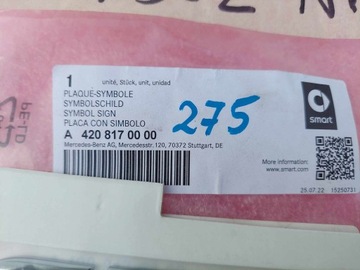 1 unité, Stück, unit, unidad
PLAQUE-SYMBOLE
SYMBOLSCHILD
SYMBOL SIGN
PLACA CON SIMBOLO
A 420 817 00 00
Mercedes-Benz AG, Mercedesstr.120, 70372 Stuttgart, DE
275
smart
More information:
www.smart.com
29.07.22 15250731